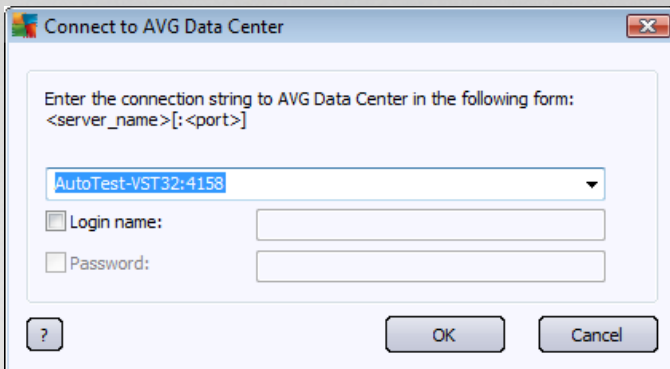 Connect to AVG Data Center
Enter the connection string to AVG Data Center in the following form:
<server_name>[:<port>]
AutoTest-VST32:4158
Login name:
Password:
?
OK
Cancel